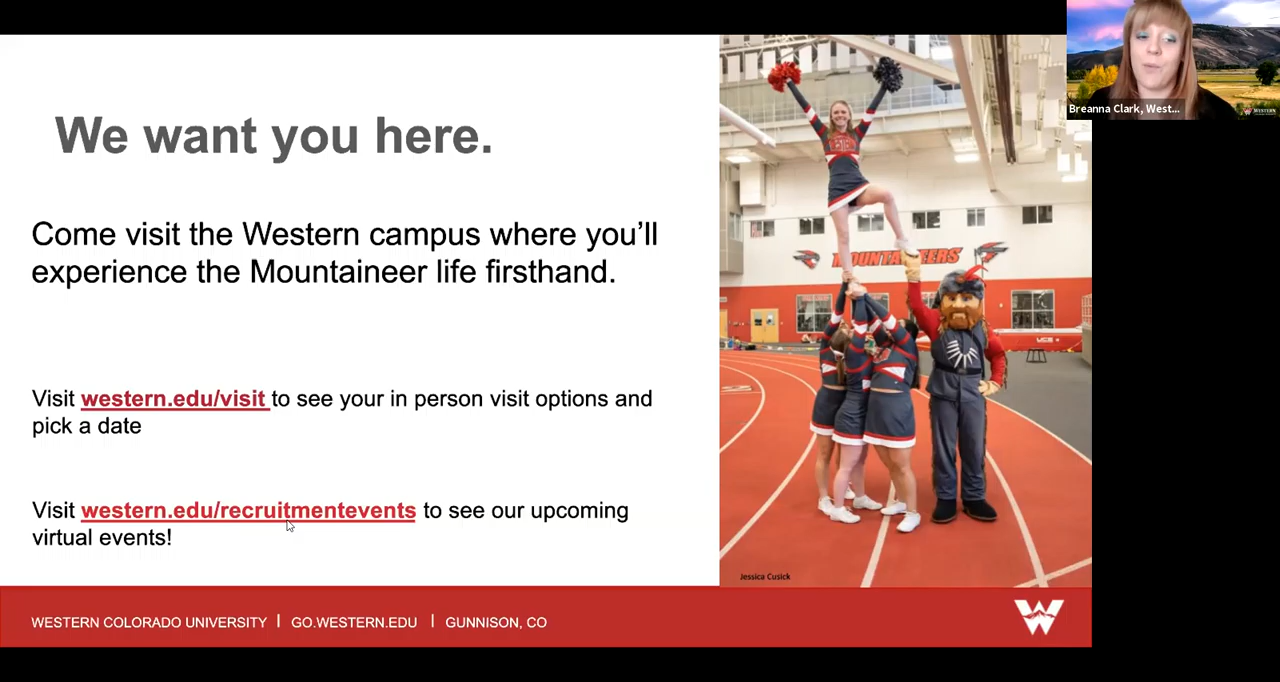 We want you here.
Come visit the Western campus where you'll
experience the Mountaineer life firsthand.
Visit western.edu/visit to see your in person visit options and
pick a date
Visit western.edu/recruitmentevents to see our upcoming
virtual events!
MOUNTAINEERS
Jessica Cusick
WESTERN COLORADO UNIVERSITY | GO.WESTERN.EDU | GUNNISON, CO
Breanna Clark, West...
WESTERN